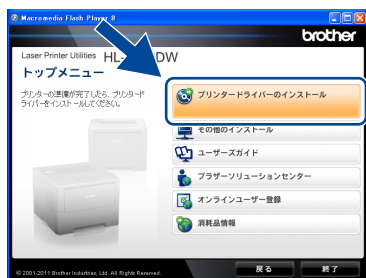 Macromedia Flash Player 8
brother
Laser Printer Utilities HL- DW
トップメニュー
プリンターの準備が完了したら、プリンタード
ライバーをインストールしてください。
プリンタードライバーのインストール
その他のインストール
ユーザーズガイド
ブラザーソリューションセンター
オンラインユーザー登録
消耗品情報
© 2001-2011 Brother Industries, Ltd. All Rights Reserved.
戻る
終了